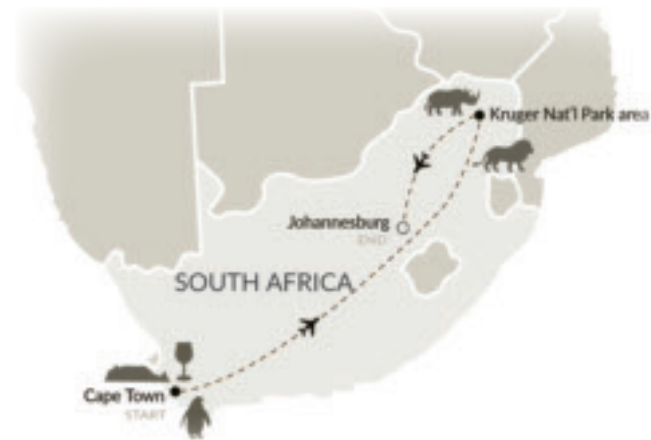 Kruger Nat'l Park area
Johannesburg
END
SOUTH AFRICA
Cape Town
START